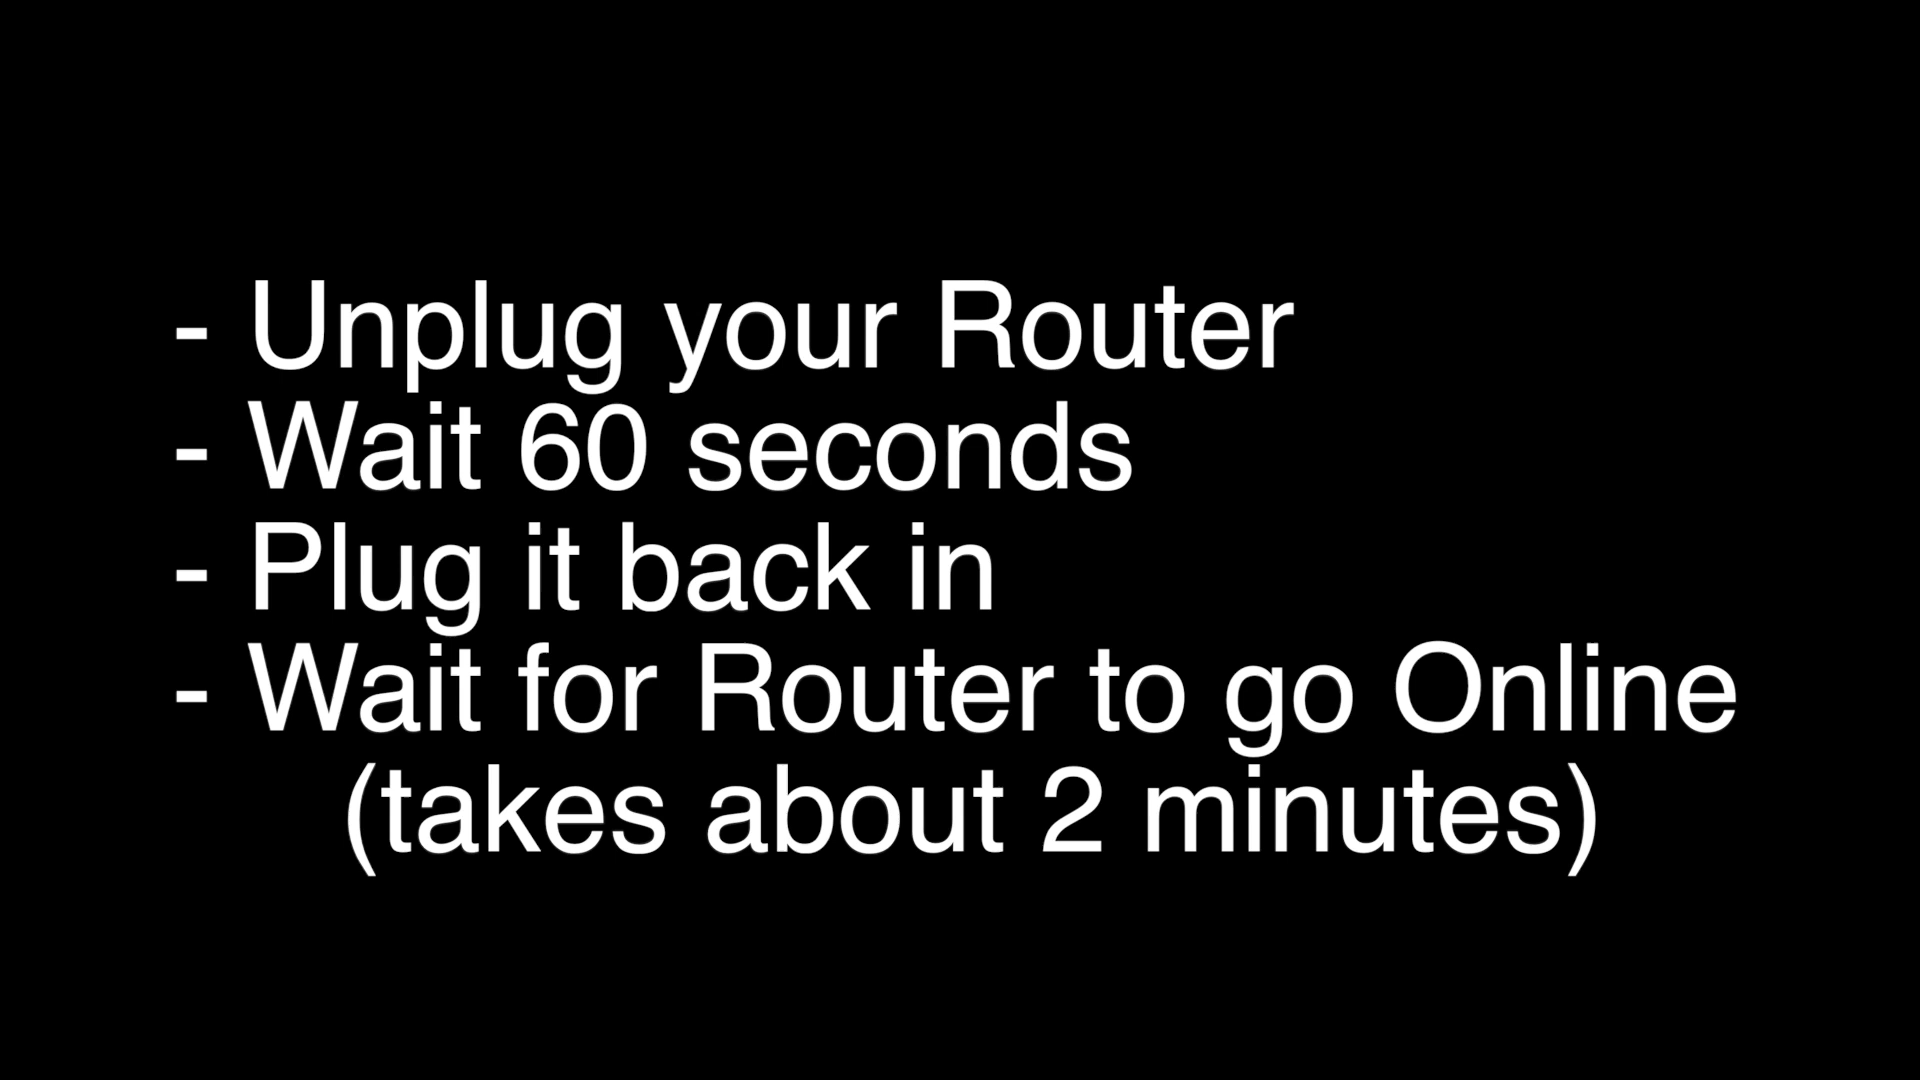 - Unplug your Router
- Wait 60 seconds
- Plug it back in
- Wait for Router to go Online
(takes about 2 minutes)